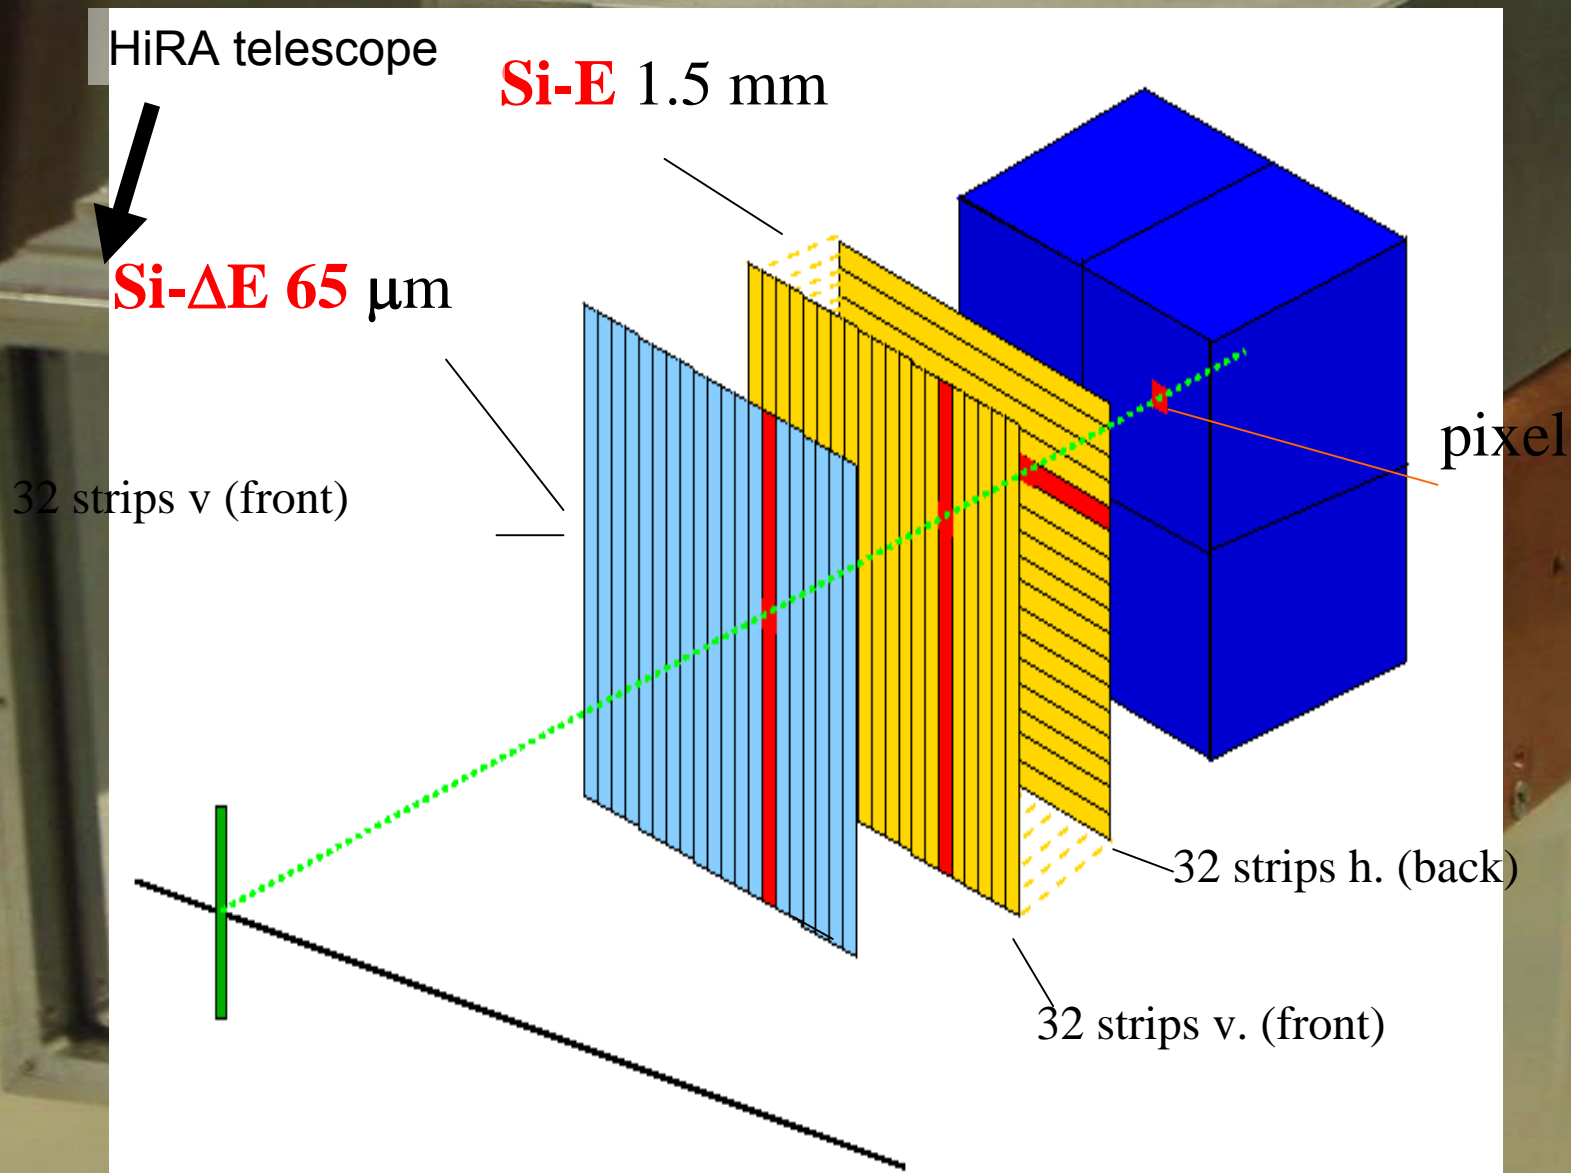 HiRA telescope
Si-E 1.5 mm
Si-ΔE 65 μm
pixel
32 strips v (front)
32 strips h. (back)
32 strips v. (front)